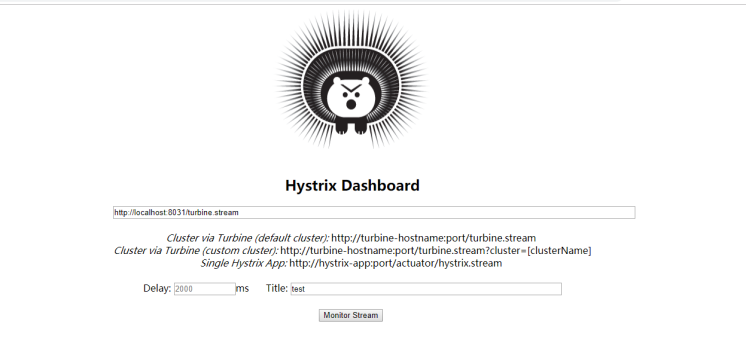 Hystrix Dashboard
http://localhost:8031/turbine.stream
Cluster via Turbine (default cluster): http://turbine-hostname:port/turbine.stream
Cluster via Turbine (custom cluster): http://turbine-hostname:port/turbine.stream?cluster=[clusterName]
Single Hystrix App: http://hystrix-app:port/actuator/hystrix.stream
Delay: 2000 ms Title: test
Monitor Stream